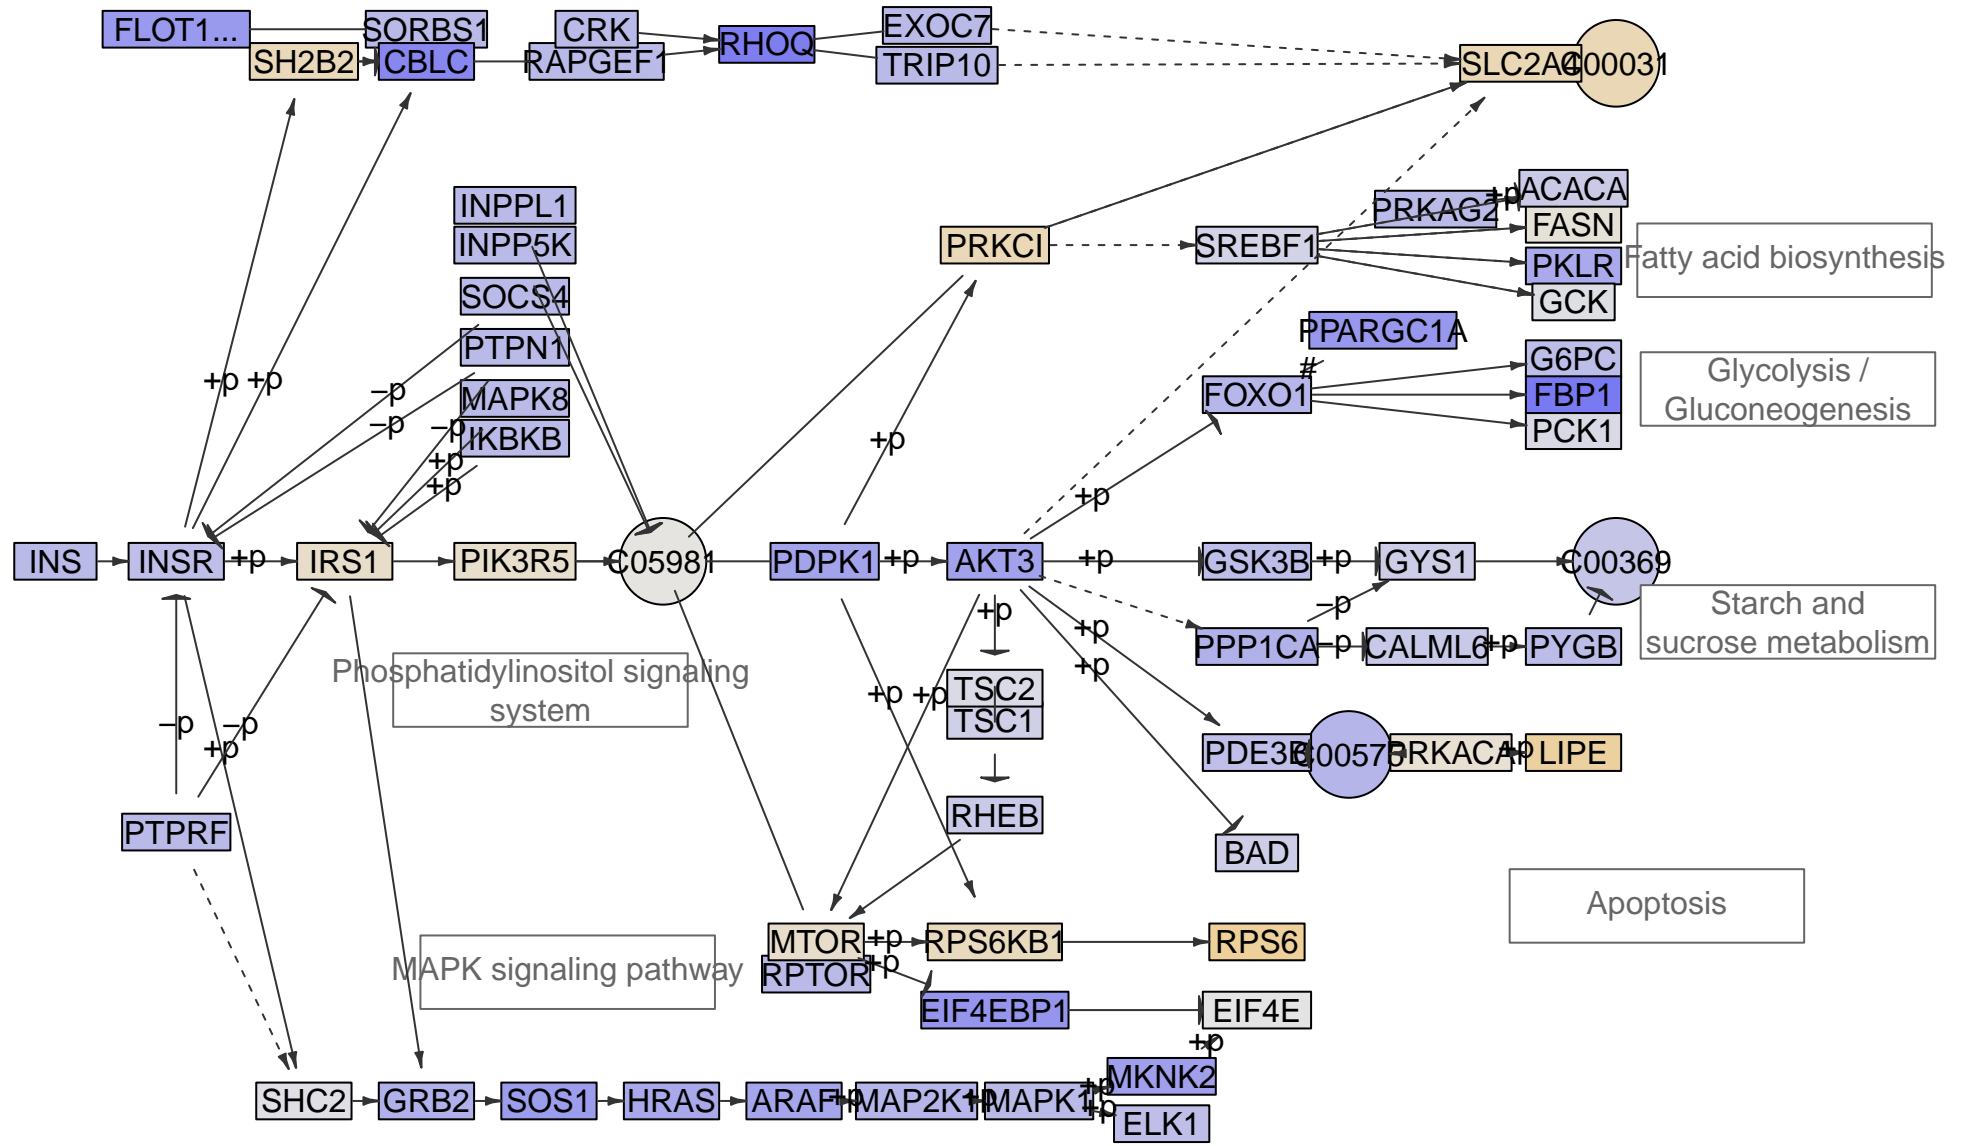 FLOT1...
SORBS1
CRK
EXOC7
SH2B2
CBLC
RAPGEF1
RHOQ
TRIP10
SLC2A4
C00031
INPPL1
INPP5K
SOCS4
PTPN1
MAPK8
IKBKB
PRKCI
SREBF1
PRKAG2
+p
ACACA
FASN
PKLR
GCK
Fatty acid biosynthesis
PPARGC1A
#
FOXO1
G6PC
FBP1
PCK1
Glycolysis /
Gluconeogenesis
+p
+p
−p
−p
−p
+p
+p
+p
+p
INS
INSR
+p
IRS1
PIK3R5
C05981
PDPK1
+p
AKT3
+p
GSK3B
+p
GYS1
C00369
+p
−p
+p
+p
PPP1CA
−p
CALML6
+p
PYGB
Starch and
sucrose metabolism
Phosphatidylinositol signaling
system
+p
+p
TSC2
TSC1
−p
+p
−p
PDE3B
C00575
PRKACA
+p
LIPE
PTPRF
RHEB
BAD
Apoptosis
MTOR
RPTOR
+p
+p
RPS6KB1
RPS6
MAPK signaling pathway
EIF4EBP1
EIF4E
+p
SHC2
GRB2
SOS1
HRAS
ARAF
+p
MAP2K1
+p
MAPK1
+p
+p
MKNK2
ELK1